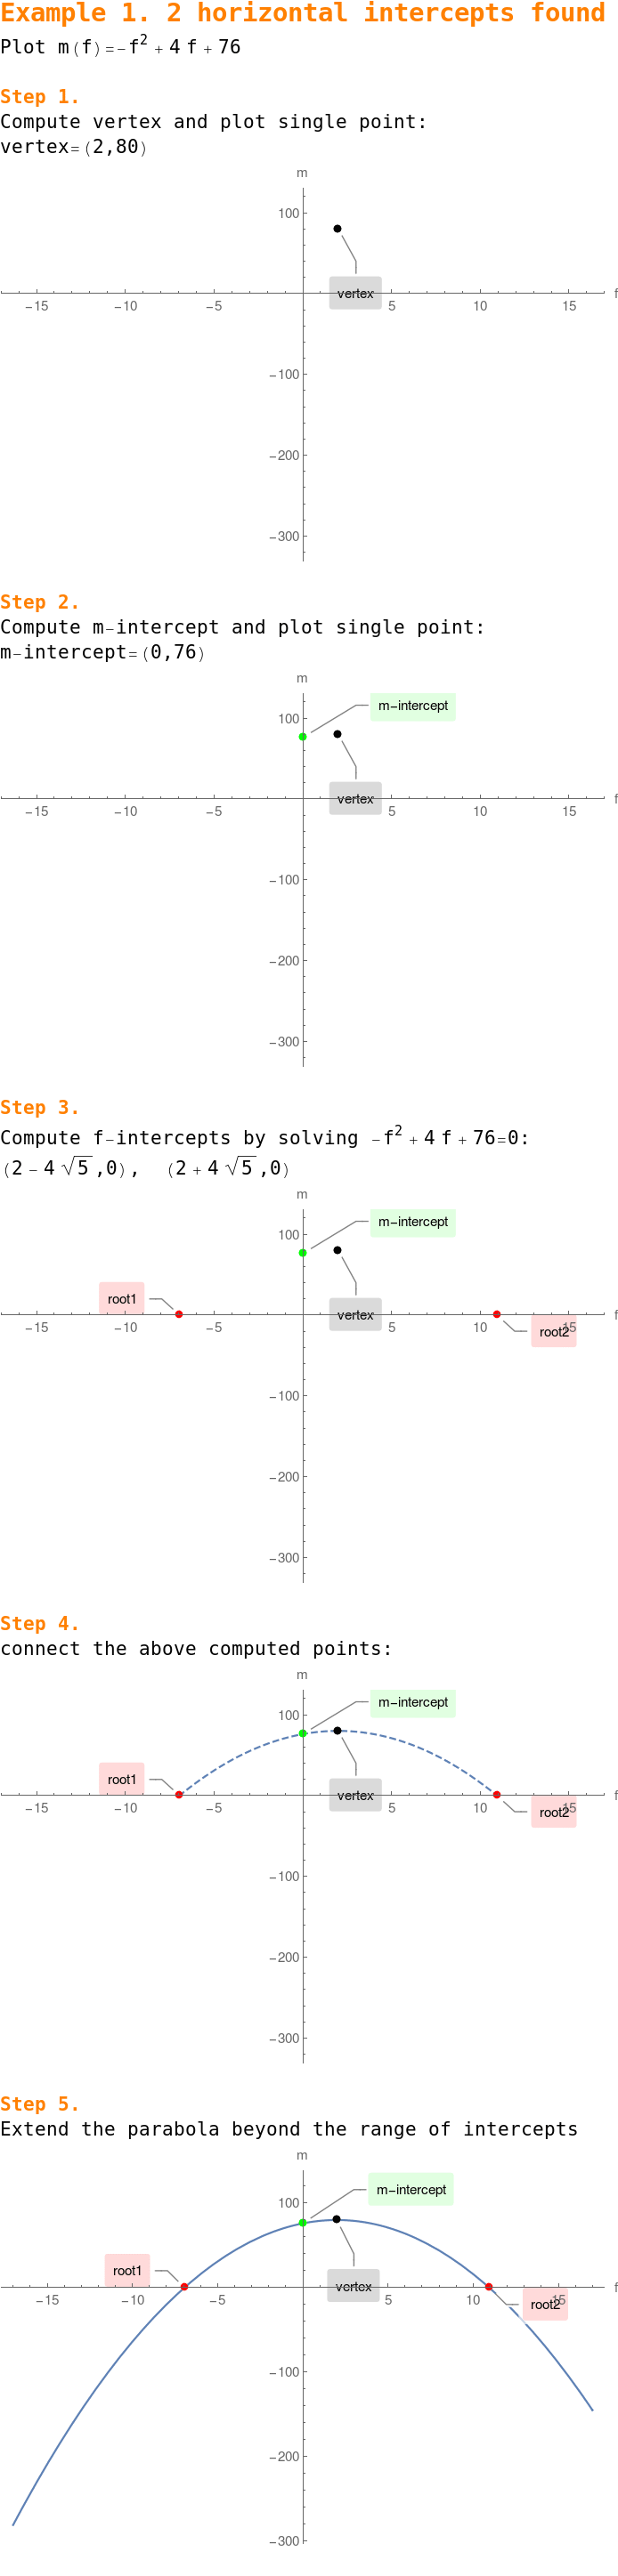 Example 1. 2 horizontal intercepts found
Plot m(f)=-f² + 4 f + 76
Step 1.
Compute vertex and plot single point:
vertex=(2,80)
m
100
vertex
f
-15 -10 -5 5 10 15
-100
-200
-300
Step 2.
Compute m-intercept and plot single point:
m-intercept=(0,76)
m
m-intercept
100
vertex
f
-15 -10 -5 5 10 15
-100
-200
-300
Step 3.
Compute f-intercepts by solving -f² + 4 f + 76=0:
(2 - 4 √5 ,0), (2 + 4 √5 ,0)
m
m-intercept
100
root1
vertex
f
-15 -10 -5 5 10 15
root2
-100
-200
-300
Step 4.
connect the above computed points:
m
m-intercept
100
root1
vertex
f
-15 -10 -5 5 10 15
root2
-100
-200
-300
Step 5.
Extend the parabola beyond the range of intercepts
m
m-intercept
100
root1
vertex
f
-15 -10 -5 5 10 15
root2
-100
-200
-300